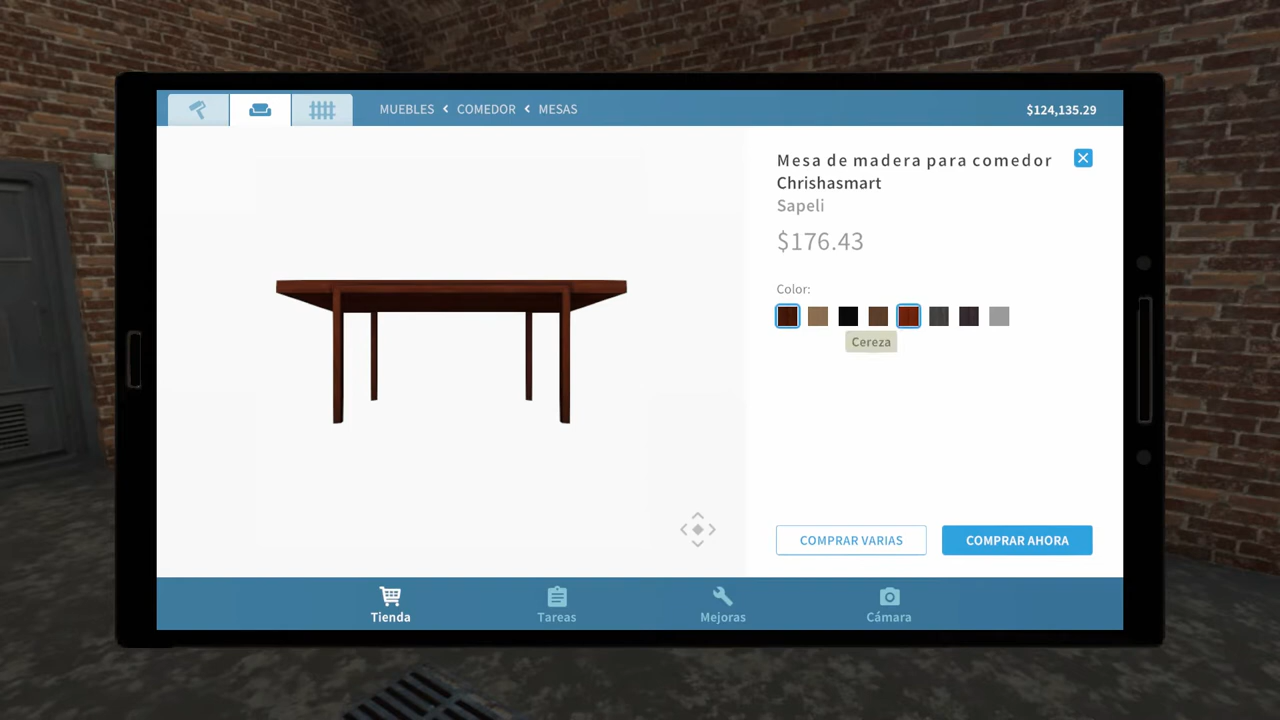 MUEBLES < COMEDOR < MESAS
$124,135.29
Mesa de madera para comedor
Chrishasmart
Sapeli
$176.43
Color:
Cereza
COMPRAR VARIAS
COMPRAR AHORA
Tienda
Tareas
Mejoras
Cámara